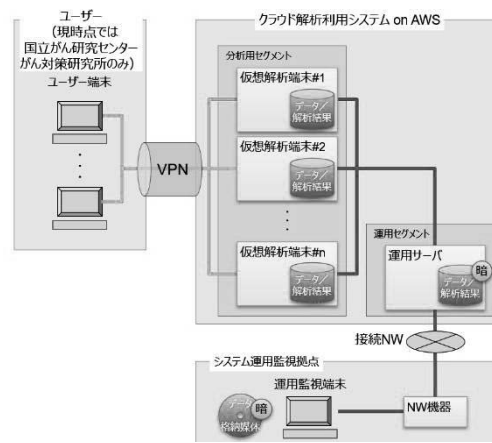 ユーザー
（現時点では
国立がん研究センター
がん対策研究所のみ）
ユーザー端末
VPN
クラウド解析利用システム on AWS
分析用セグメント
仮想解析端末#1
データ/
解析結果
仮想解析端末#2
データ/
解析結果
仮想解析端末#n
データ/
解析結果
運用セグメント
運用サーバ
暗
データ/
解析結果
接続NW
システム運用監視拠点
運用監視端末
データ
格納媒体
暗
NW機器